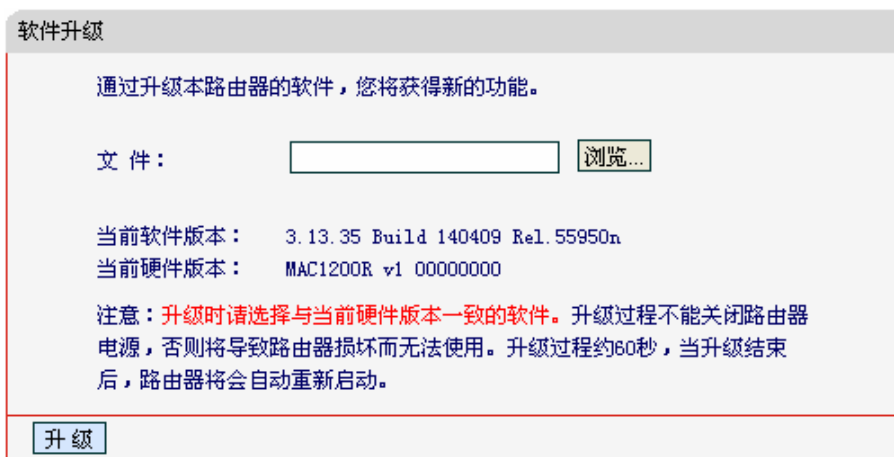 软件升级
通过升级本路由器的软件，您将获得新的功能。
文 件： 浏览...
当前软件版本： 3.13.35 Build 140409 Rel.55950n
当前硬件版本： MAC1200R v1 00000000
注意：升级时请选择与当前硬件版本一致的软件。升级过程不能关闭路由器
电源，否则将导致路由器损坏而无法使用。升级过程约60秒，当升级结束
后，路由器将会自动重新启动。
升 级